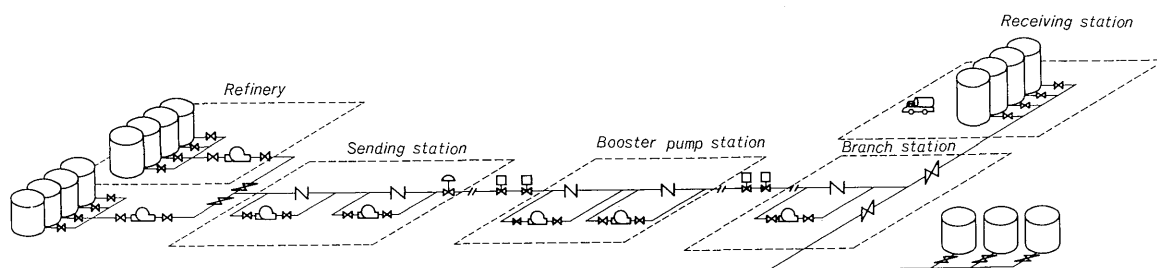 Receiving station
Refinery
Sending station
Booster pump station
Branch station